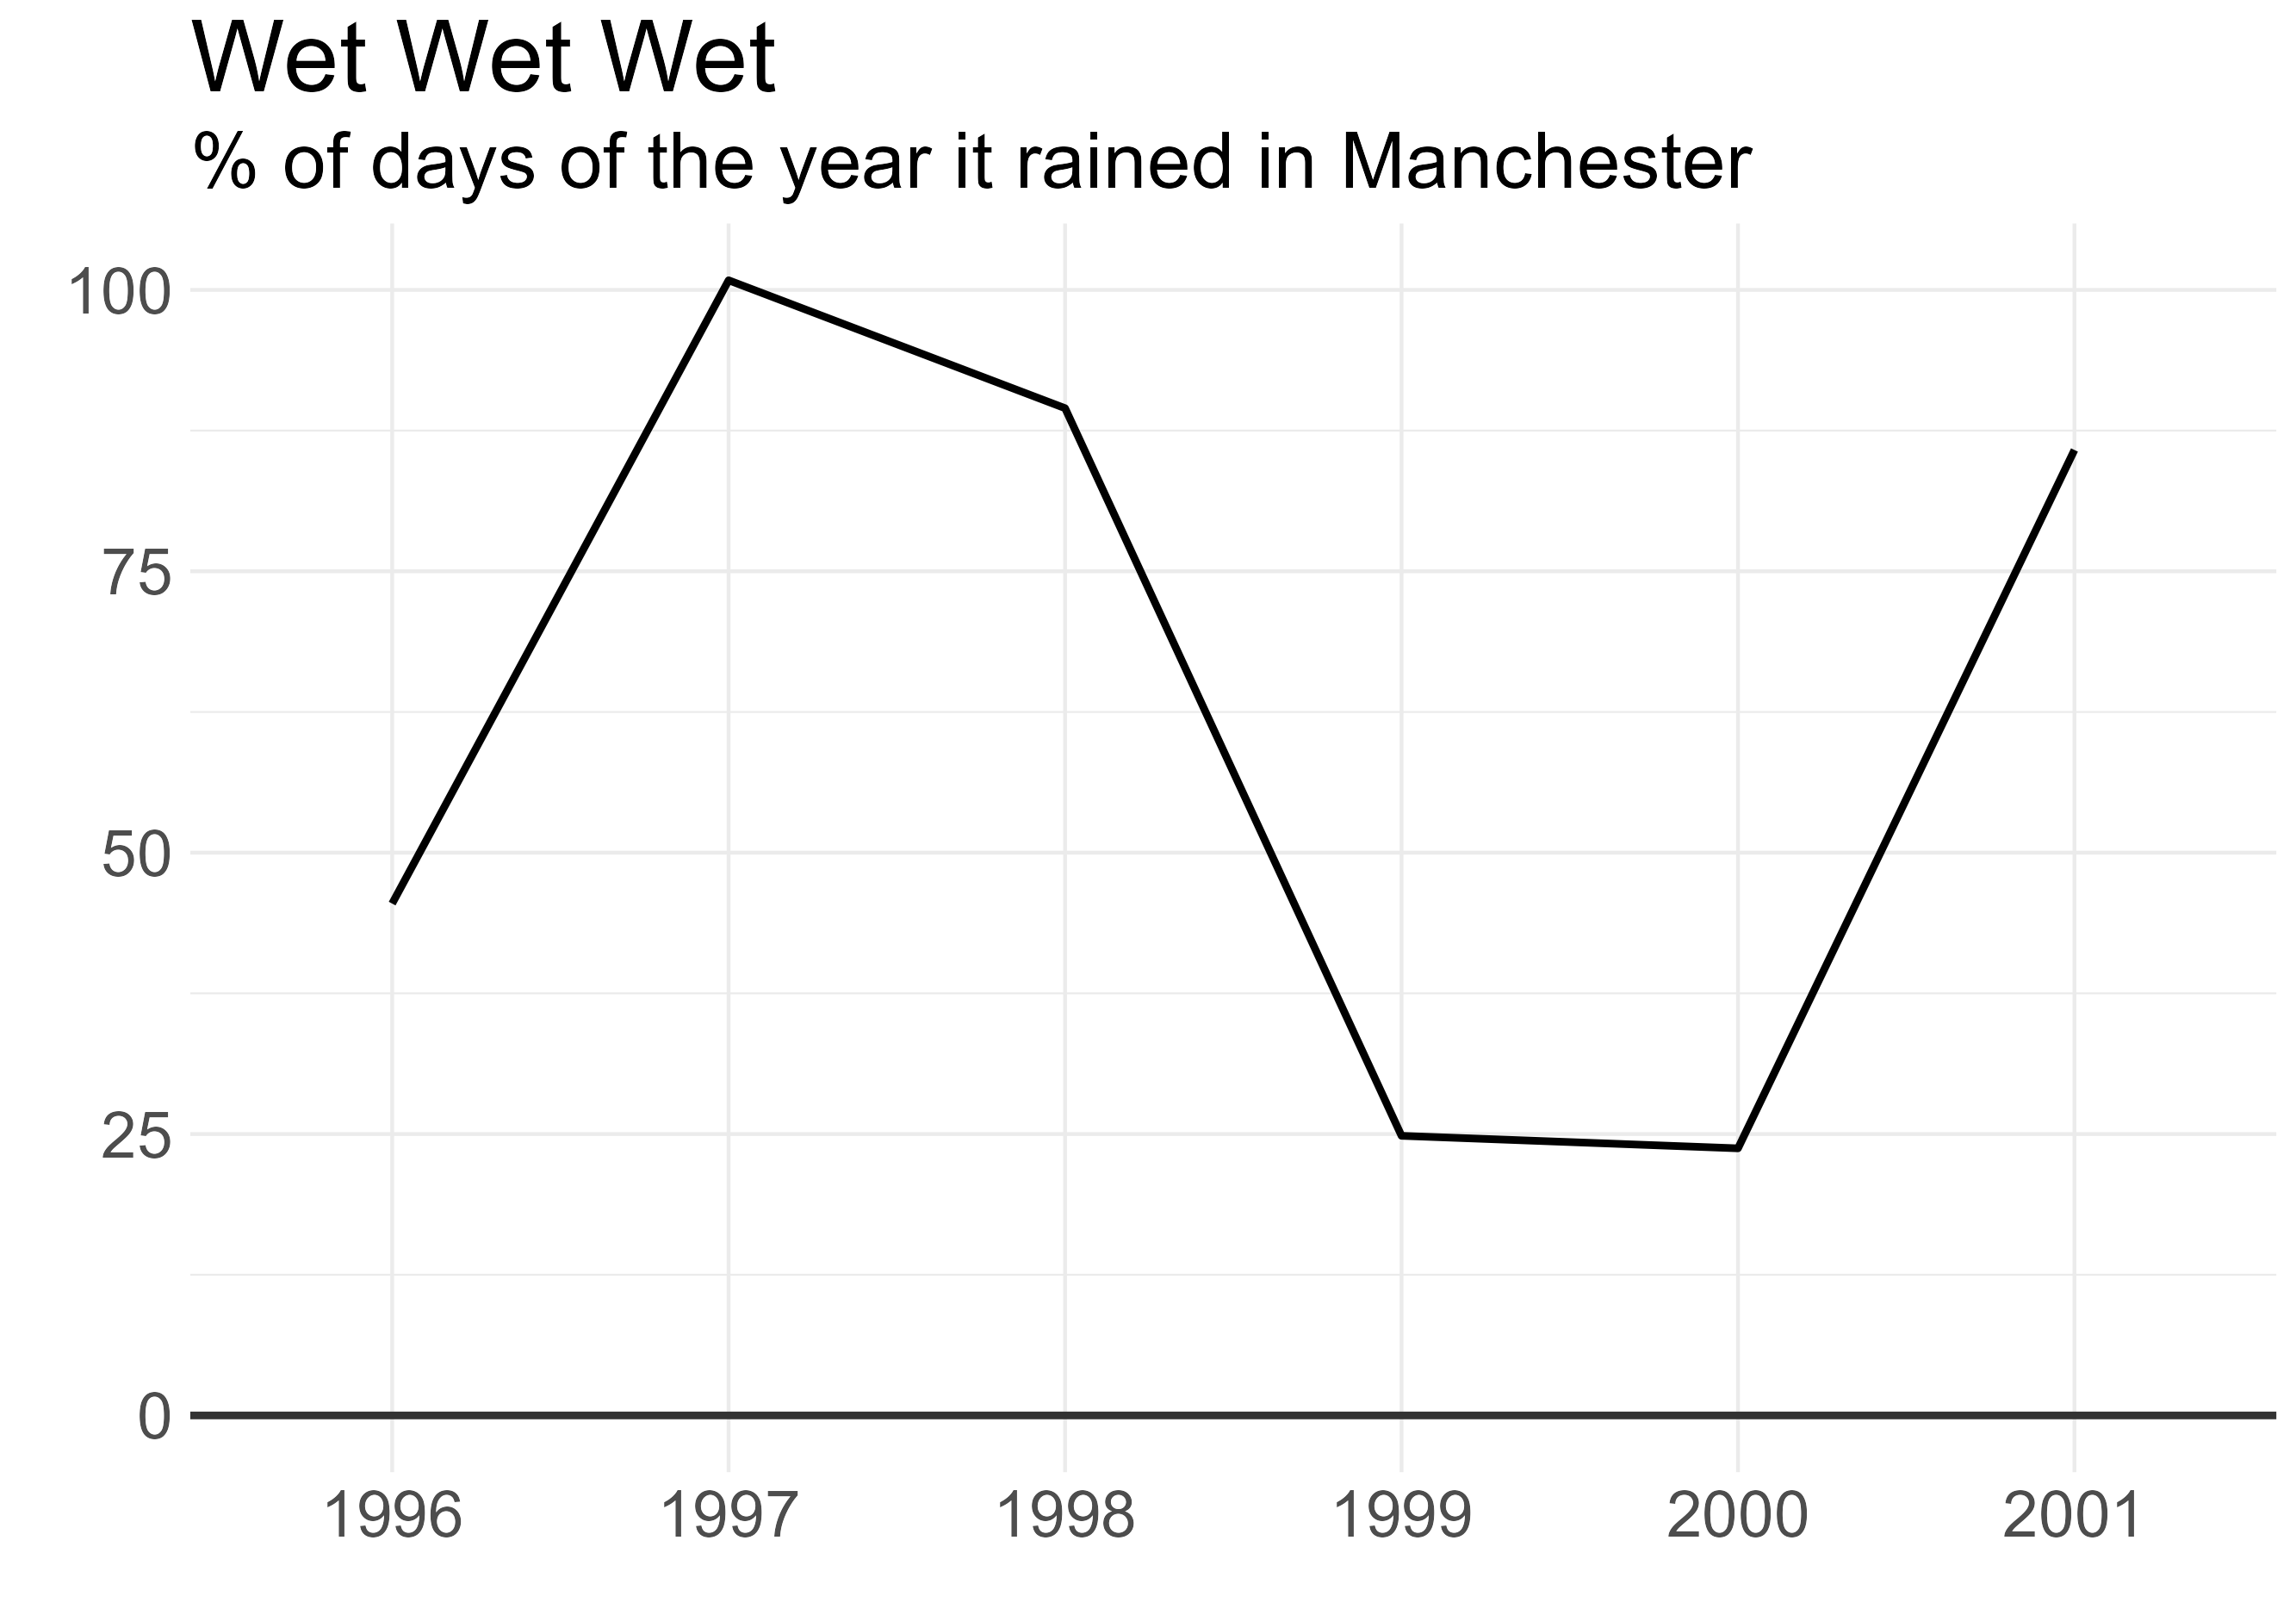 Wet Wet Wet
% of days of the year it rained in Manchester
100
75
50
25
0
1996 1997 1998 1999 2000 2001